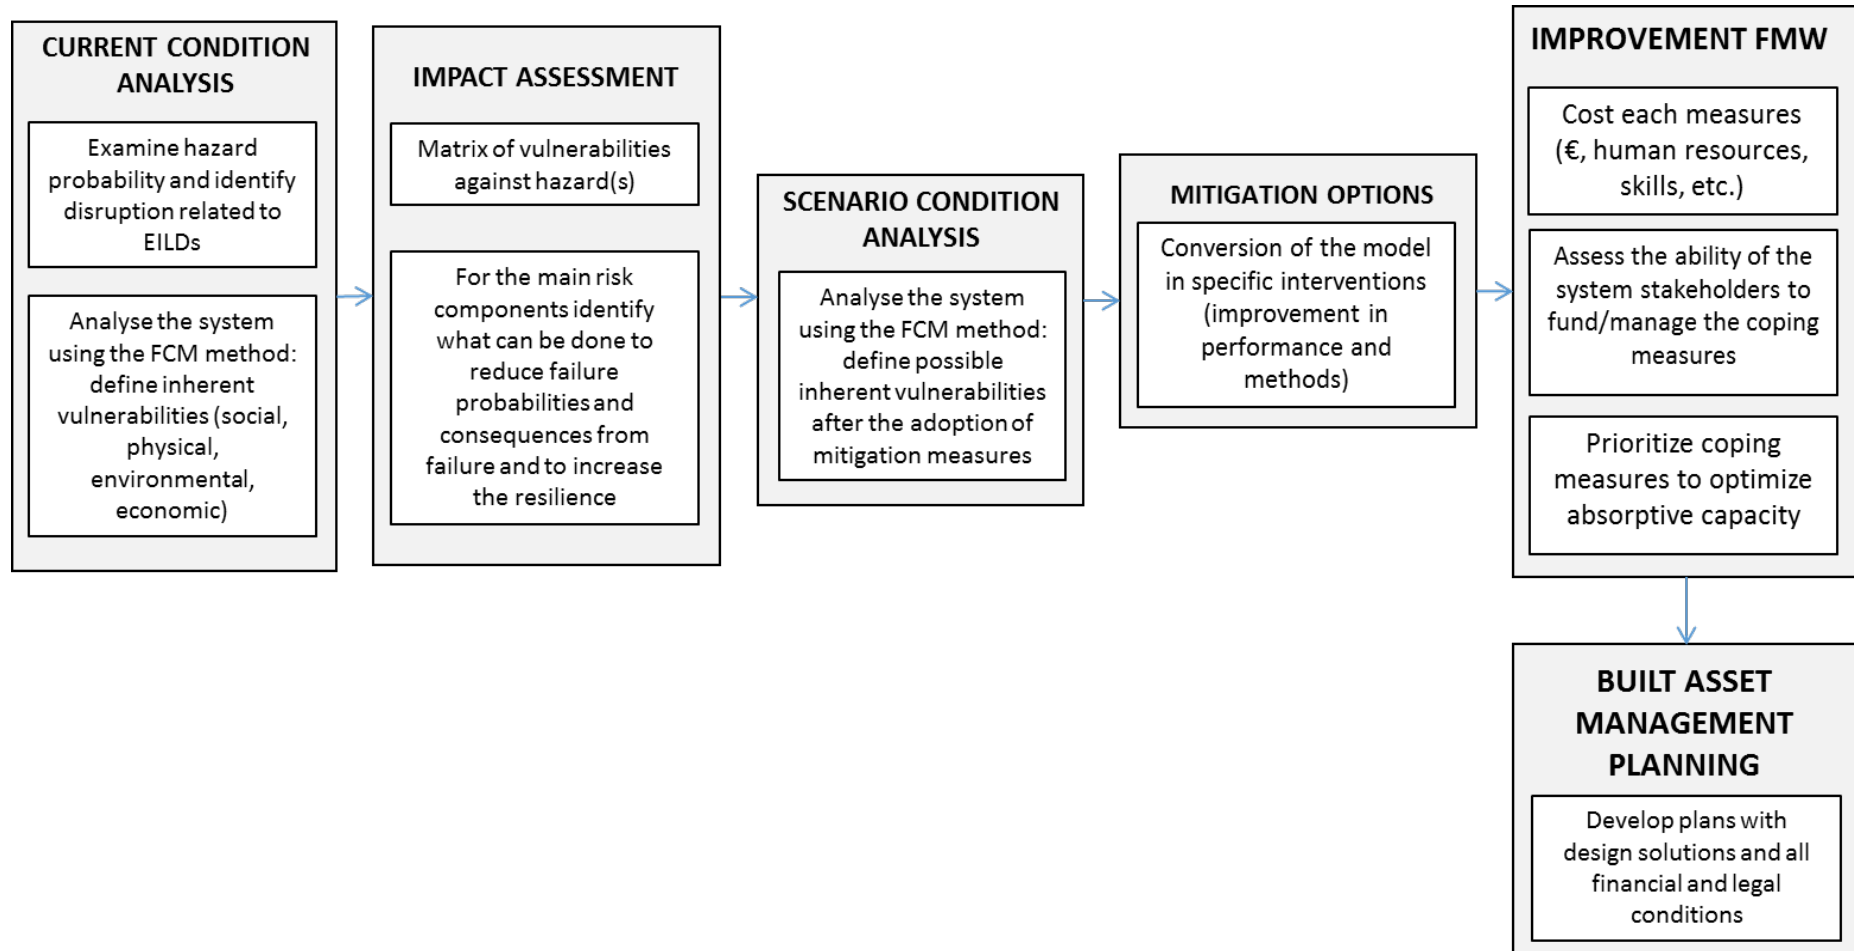 CURRENT CONDITION
ANALYSIS
Examine hazard
probability and identify
disruption related to
EILDs
Analyse the system
using the FCM method:
define inherent
vulnerabilities (social,
physical,
environmental,
economic)
IMPACT ASSESSMENT
Matrix of vulnerabilities
against hazard(s)
For the main risk
components identify
what can be done to
reduce failure
probabilities and
consequences from
failure and to increase
the resilience
SCENARIO CONDITION
ANALYSIS
Analyse the system
using the FCM method:
define possible
inherent vulnerabilities
after the adoption of
mitigation measures
MITIGATION OPTIONS
Conversion of the model
in specific interventions
(improvement in
performance and
methods)
IMPROVEMENT FMW
Cost each measures
(€, human resources,
skills, etc.)
Assess the ability of the
system stakeholders to
fund/manage the coping
measures
Prioritize coping
measures to optimize
absorptive capacity
BUILT ASSET
MANAGEMENT
PLANNING
Develop plans with
design solutions and all
financial and legal
conditions